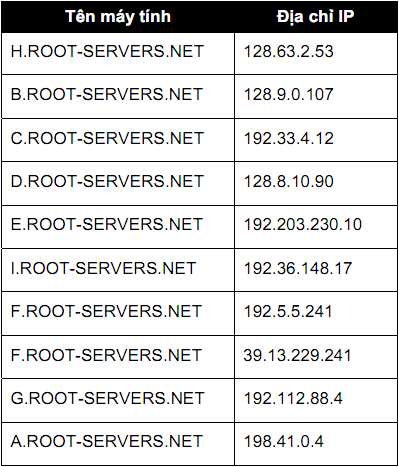 Tên máy tính Địa chỉ IP
H.ROOT-SERVERS.NET 128.63.2.53
B.ROOT-SERVERS.NET 128.9.0.107
C.ROOT-SERVERS.NET 192.33.4.12
D.ROOT-SERVERS.NET 128.8.10.90
E.ROOT-SERVERS.NET 192.203.230.10
I.ROOT-SERVERS.NET 192.36.148.17
F.ROOT-SERVERS.NET 192.5.5.241
F.ROOT-SERVERS.NET 39.13.229.241
G.ROOT-SERVERS.NET 192.112.88.4
A.ROOT-SERVERS.NET 198.41.0.4